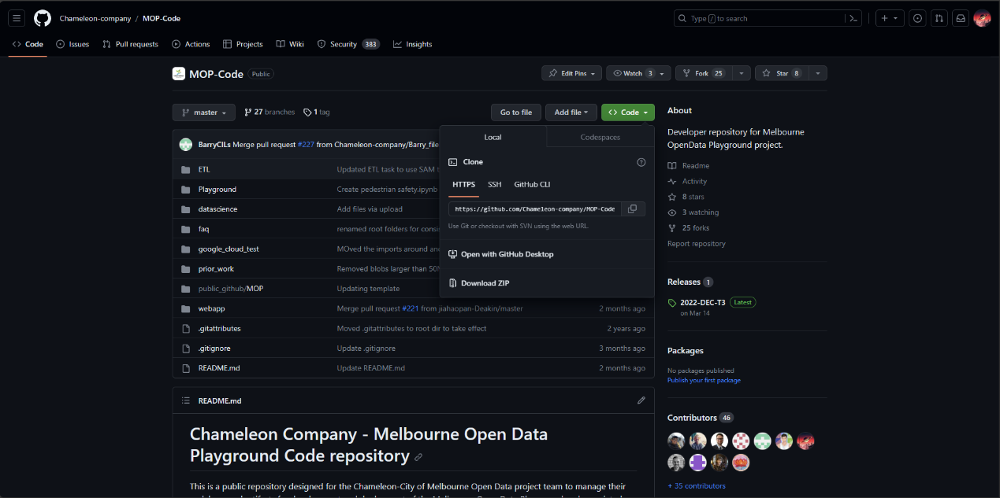 Chameleon-company / MOP-Code
Type / to search
Code Issues Pull requests Actions Projects Wiki Security 383 Insights
MOP-Code Public
Edit Pins Watch 3 Fork 25 Star 8
master 27 branches 1 tag Go to file Add file Code
BarryCILs Merge pull request #227 from Chameleon-company/Barry_file
ETL Updated ETL task to use SAM
Playground Create pedestrian safety.ipynb
datascience Add files via upload
faq renamed root folders for
google_cloud_test MOved the imports around
prior_work Removed blobs larger than
public_github/MOP Updating template
webapp Merge pull request #221 from jiahaopan-Deakin/master 2 months ago
.gitattributes Moved .gitattributes to root dir to take effect 2 years ago
.gitignore Update .gitignore 3 months ago
README.md Update README.md 2 months ago
Local Codespaces
Clone
HTTPS SSH GitHub CLI
https://github.com/Chameleon-company/MOP-Code
Use Git or checkout with SVN using the web URL.
Open with GitHub Desktop
Download ZIP
README.md
Chameleon Company - Melbourne Open Data
Playground Code repository
This is a public repository designed for the Chameleon-City of Melbourne Open Data project team to manage their
About
Developer repository for Melbourne
OpenData Playground project.
Readme
Activity
8 stars
3 watching
25 forks
Report repository
Releases 1
2022-DEC-T3 Latest
on Mar 14
Packages
No packages published
Publish your first package
Contributors 46
+ 35 contributors